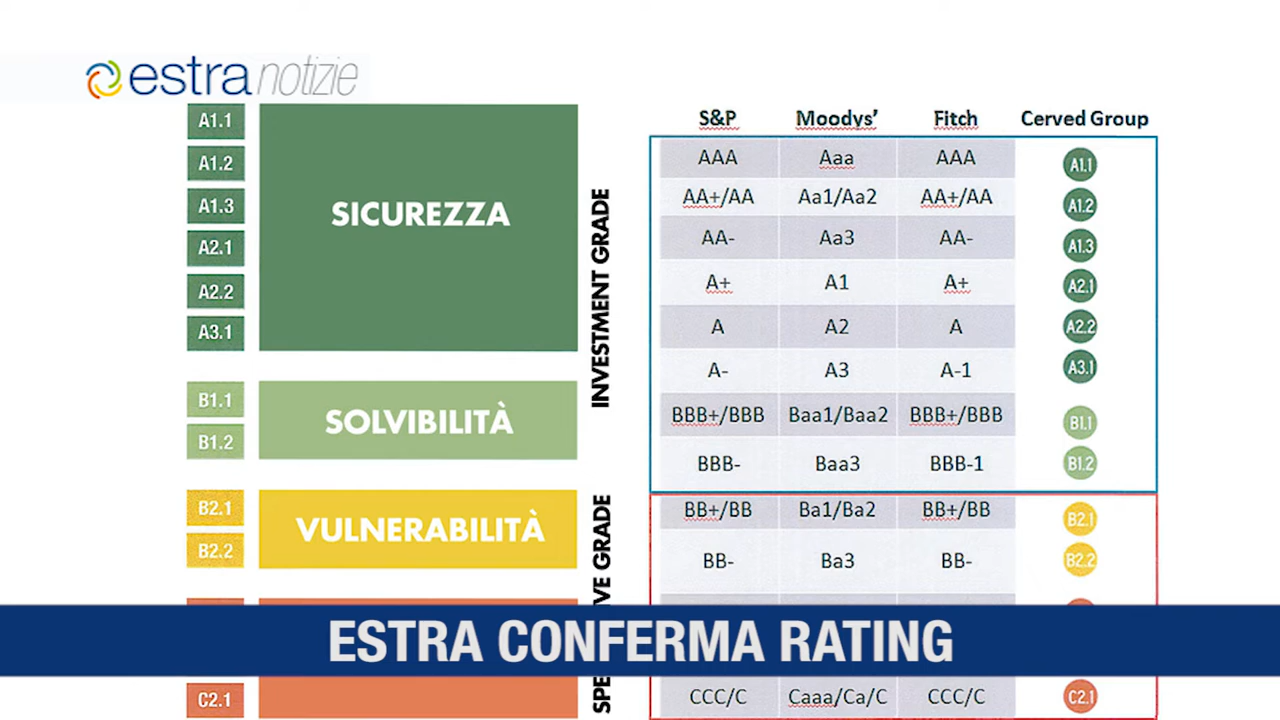 estra notizie
A1.1
A1.2
A1.3
A2.1
A2.2
A3.1
SICUREZZA
B1.1
B1.2
SOLVIBILITÀ
INVESTMENT GRADE
B2.1
B2.2
VULNERABILITÀ
C2.1
S&P Moodys’ Fitch Cerved Group
AAA Aaa AAA A1.1
AA+/AA Aa1/Aa2 AA+/AA A1.2
AA- Aa3 AA- A1.3
A+ A1 A+ A2.1
A A2 A A2.2
A- A3 A-1 A3.1
BBB+/BBB Baa1/Baa2 BBB+/BBB B1.1
BBB- Baa3 BBB-1 B1.2
BB+/BB Ba1/Ba2 BB+/BB B2.1
BB- Ba3 BB- B2.2
CCC/C Caaa/Ca/C CCC/C C2.1
ESTRA CONFERMA RATING